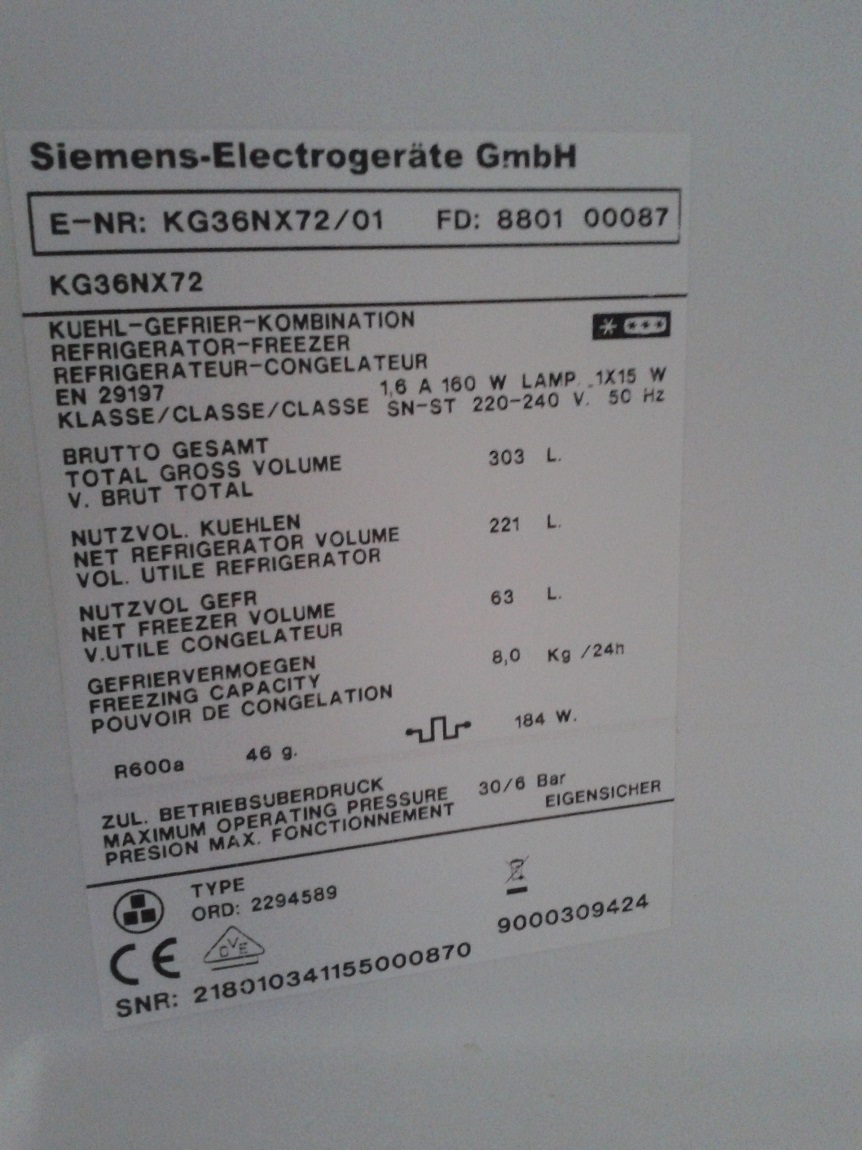 Siemens-Electrogeräte GmbH
E-NR: KG36NX72/01 FD: 8801 00087
KG36NX72
KUEHL-GEFRIER-KOMBINATION
REFRIGERATOR-FREEZER
REFRIGERATEUR-CONGELATEUR
EN 29197 1,6 A 160 W LAMP. 1X15 W
KLASSE/CLASSE/CLASSE SN-ST 220-240 V. 50 Hz
BRUTTO GESAMT
TOTAL GROSS VOLUME 303 L.
V. BRUT TOTAL
NUTZVOL. KUEHLEN
NET REFRIGERATOR VOLUME 221 L.
VOL. UTILE REFRIGERATOR
NUTZVOL GEFR
NET FREEZER VOLUME 63 L.
V.UTILE CONGELATEUR
GEFRIERVERMOEGEN
FREEZING CAPACITY 8,0 Kg /24h
POUVOIR DE CONGELATION
R600a 46 g. 184 W.
ZUL. BETRIEBSUBERDRUCK
MAXIMUM OPERATING PRESSURE 30/6 Bar
PRESION MAX. FONCTIONNEMENT EIGENSICHER
TYPE
ORD: 2294589
CE OVE 9000309424
SNR: 218010341155000870